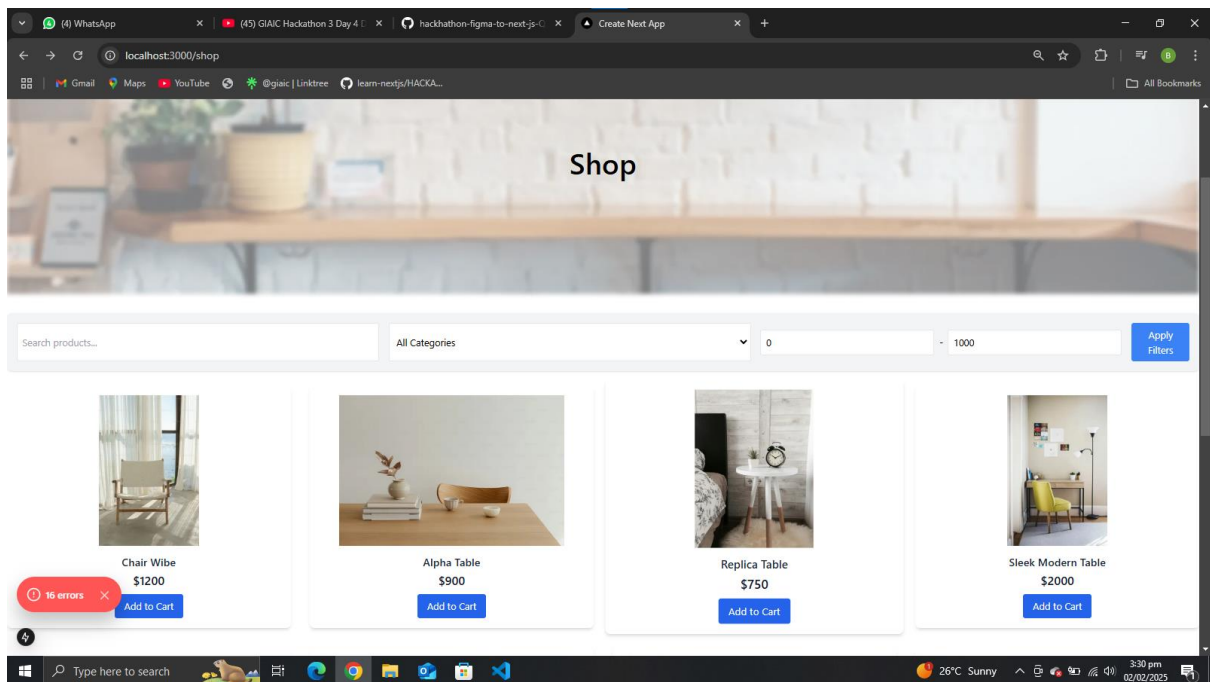 (4) WhatsApp
(45) GIAIC Hackathon 3 Day 4
hackhathon-figma-to-next-js-
Create Next App
localhost:3000/shop
B
Gmail
Maps
YouTube
@giaic | Linktree
learn-nextjs/HACKA...
All Bookmarks
Shop
Search products...
All Categories
0
-
1000
Apply
Filters
Chair Wibe
$1200
Add to Cart
Alpha Table
$900
Add to Cart
Replica Table
$750
Add to Cart
Sleek Modern Table
$2000
Add to Cart
16 errors
Type here to search
26°C Sunny
3:30 pm
02/02/2025